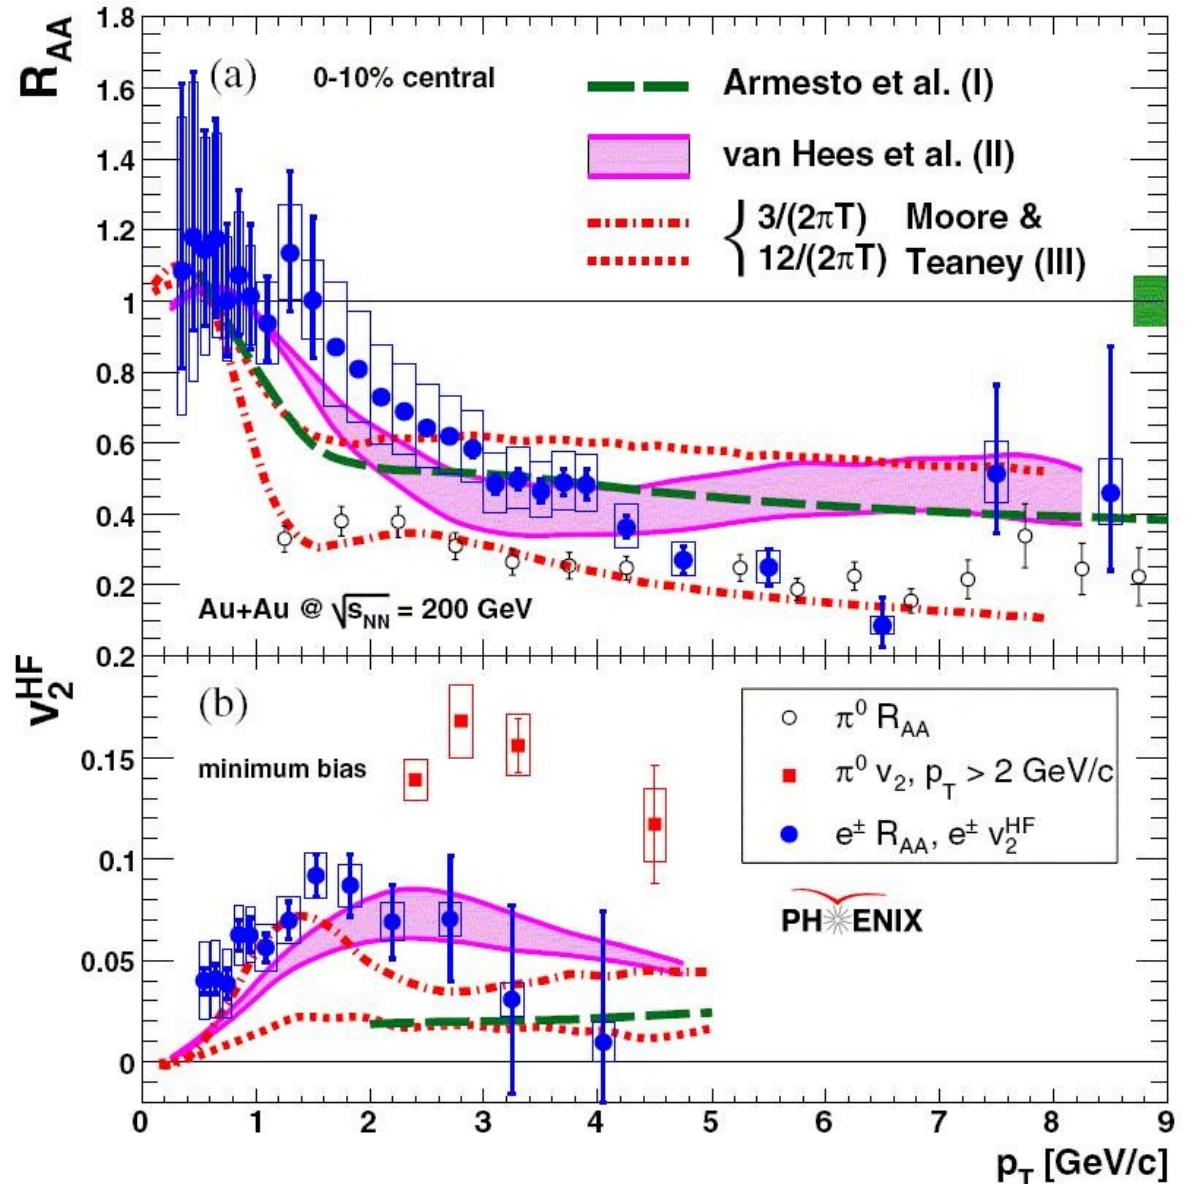 R_AA
1.8
1.6
1.4
1.2
1
0.8
0.6
0.4
0.2
(a)
0-10% central
Armesto et al. (I)
van Hees et al. (II)
3/(2πT) Moore &
12/(2πT) Teaney (III)
Au+Au @ √s_NN = 200 GeV
v_2^HF
0.2
0.15
0.1
0.05
0
(b)
minimum bias
π⁰ R_AA
π⁰ v_2, p_T > 2 GeV/c
e± R_AA, e± v_2^HF
PHENIX
0 1 2 3 4 5 6 7 8 9
p_T [GeV/c]